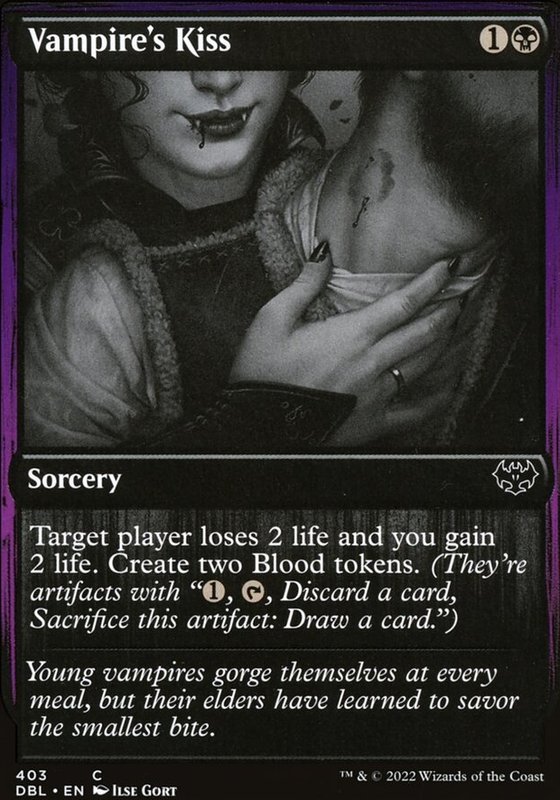 Vampire's Kiss 1
Sorcery
Target player loses 2 life and you gain
2 life. Create two Blood tokens. (They're
artifacts with “1, , Discard a card,
Sacrifice this artifact: Draw a card.”)
Young vampires gorge themselves at every
meal, but their elders have learned to savor
the smallest bite.
403 C
DBL • EN ILSE GORT
™ & © 2022 Wizards of the Coast